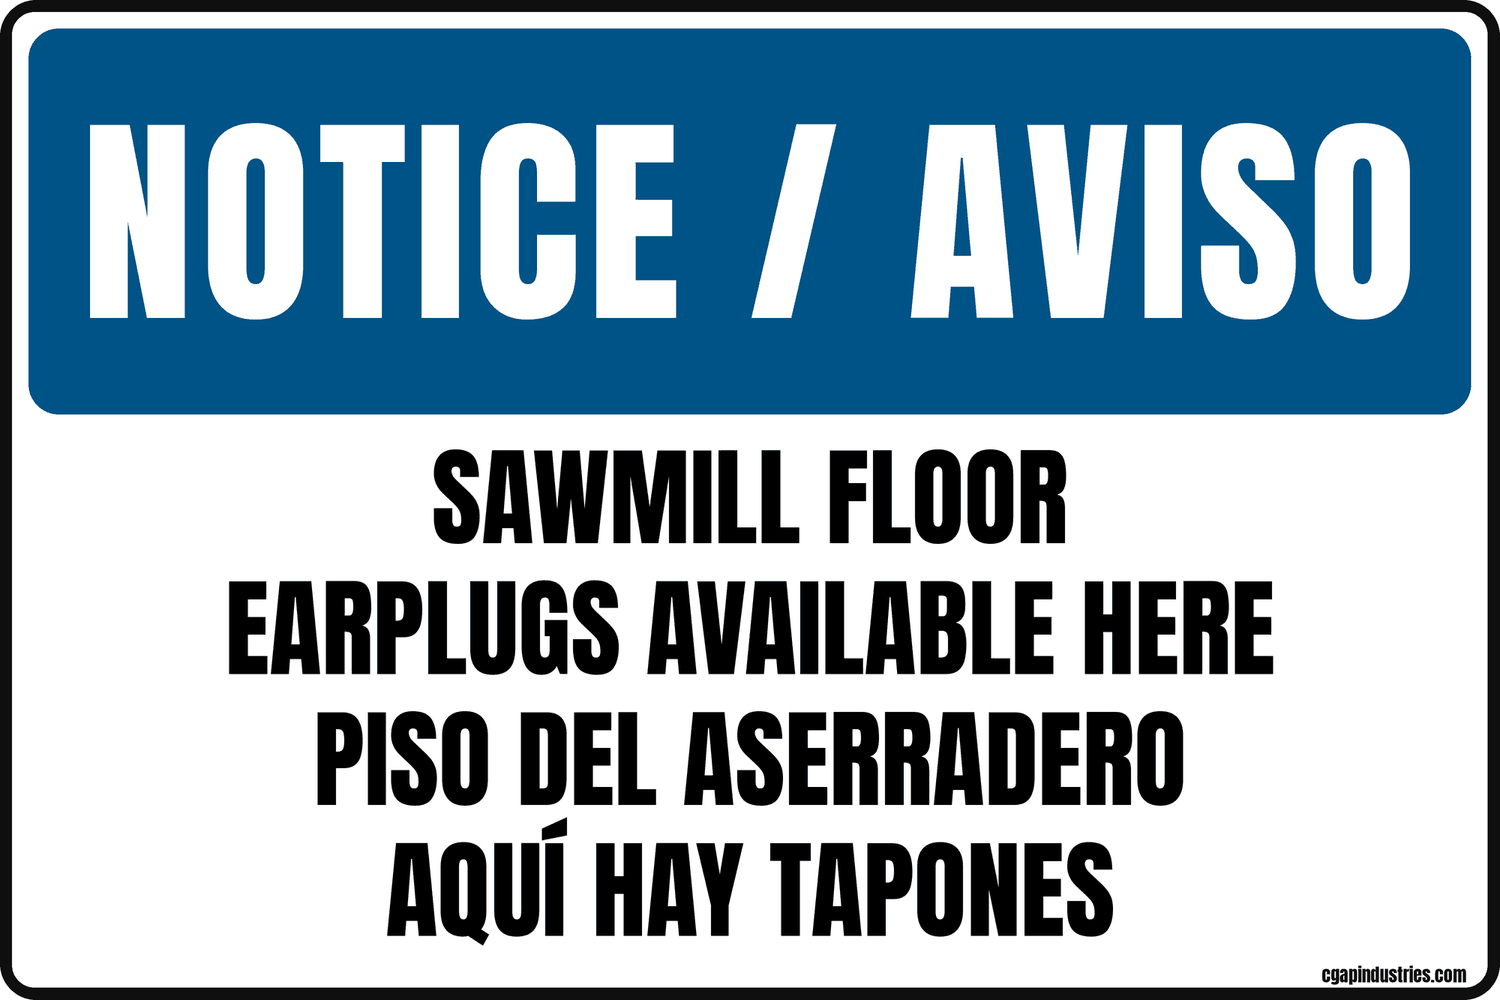 NOTICE / AVISO
SAWMILL FLOOR
EARPLUGS AVAILABLE HERE
PISO DEL ASERRADERO
AQUÍ HAY TAPONES
cgapindustries.com